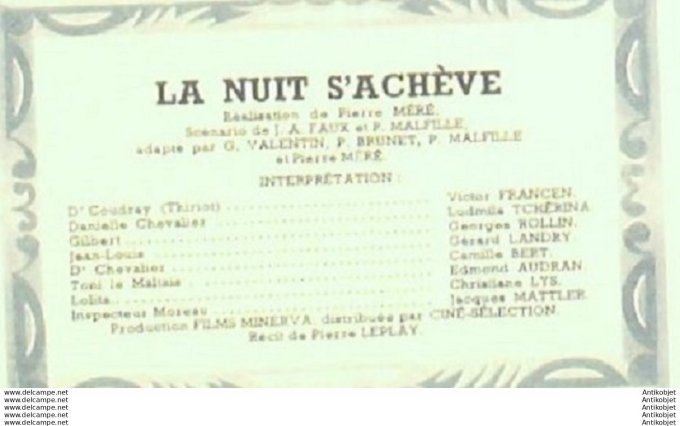 LA NUIT S'ACHÈVE
Réalisation de Pierre MÉRÉ.
Scénario de J. A. FAUX et P. MALFILLE,
adapté par G. VALENTIN, P. BRUNET, P. MALFILLE
et Pierre MÉRÉ.
INTERPRÉTATION :
Dr Coudray (Thiriot) Victor FRANCEN.
Danielle Chevalier Ludmila TCHÉRINA
Gilbert Georges ROLLIN.
Jean-Louis Gérard LANDRY.
Dr Chevalier Camille BERT.
Toni le Maltais Edmond AUDRAN.
Lolita Christiane LYS.
Inspecteur Moreau Jacques MATTLER.
Production FILMS MINERVA, distribuée par CINÉ-SÉLECTION.
Récit de Pierre LEPLAY.
www.delcampe.net Antikobjet
www.delcampe.net Antikobjet
www.delcampe.net Antikobjet
www.delcampe.net Antikobjet